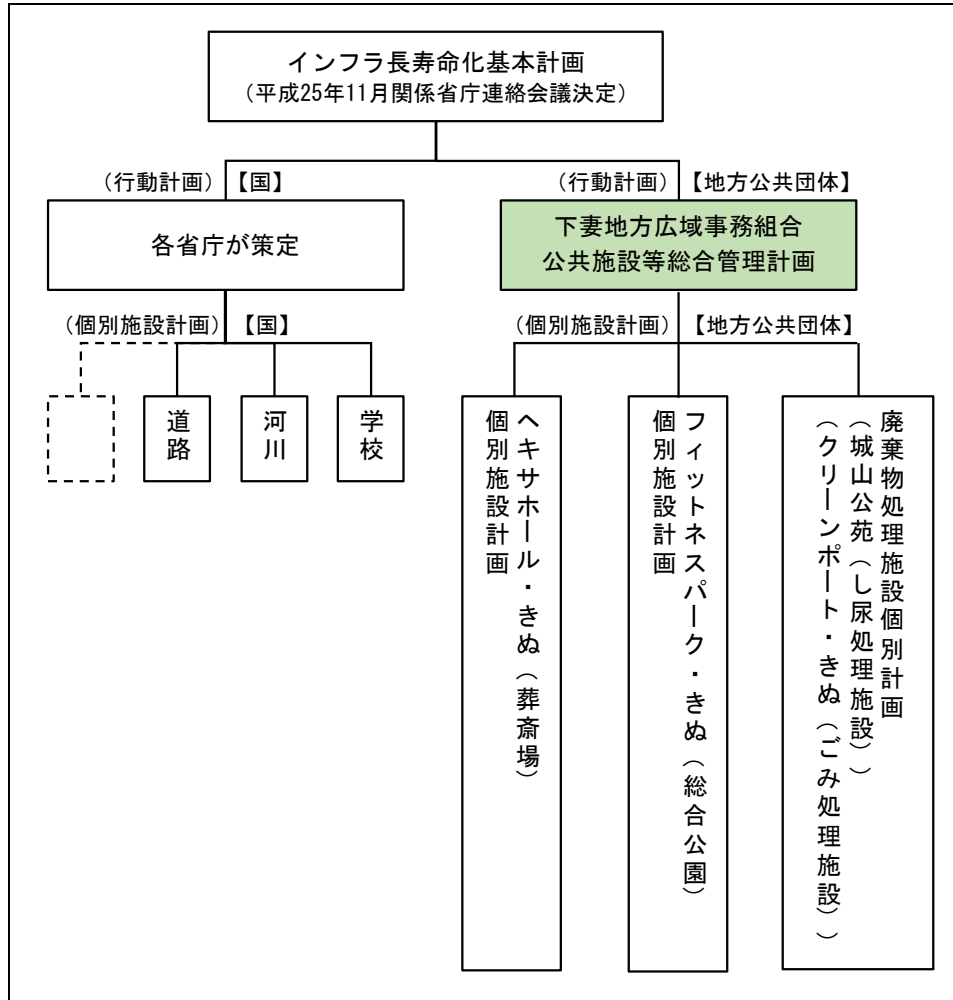 インフラ長寿命化基本計画
（平成25年11月関係省庁連絡会議決定）
（行動計画）【国】
（行動計画）【地方公共団体】
各省庁が策定
下妻地方広域事務組合
公共施設等総合管理計画
（個別施設計画）【国】
（個別施設計画）【地方公共団体】
道路
河川
学校
ヘキサホール・きぬ（葬斎場）
個別施設計画
フィットネスパーク・きぬ（総合公園）
個別施設計画
廃棄物処理施設個別計画
（城山公苑（し尿処理施設））
（クリーンポート・きぬ（ごみ処理施設））